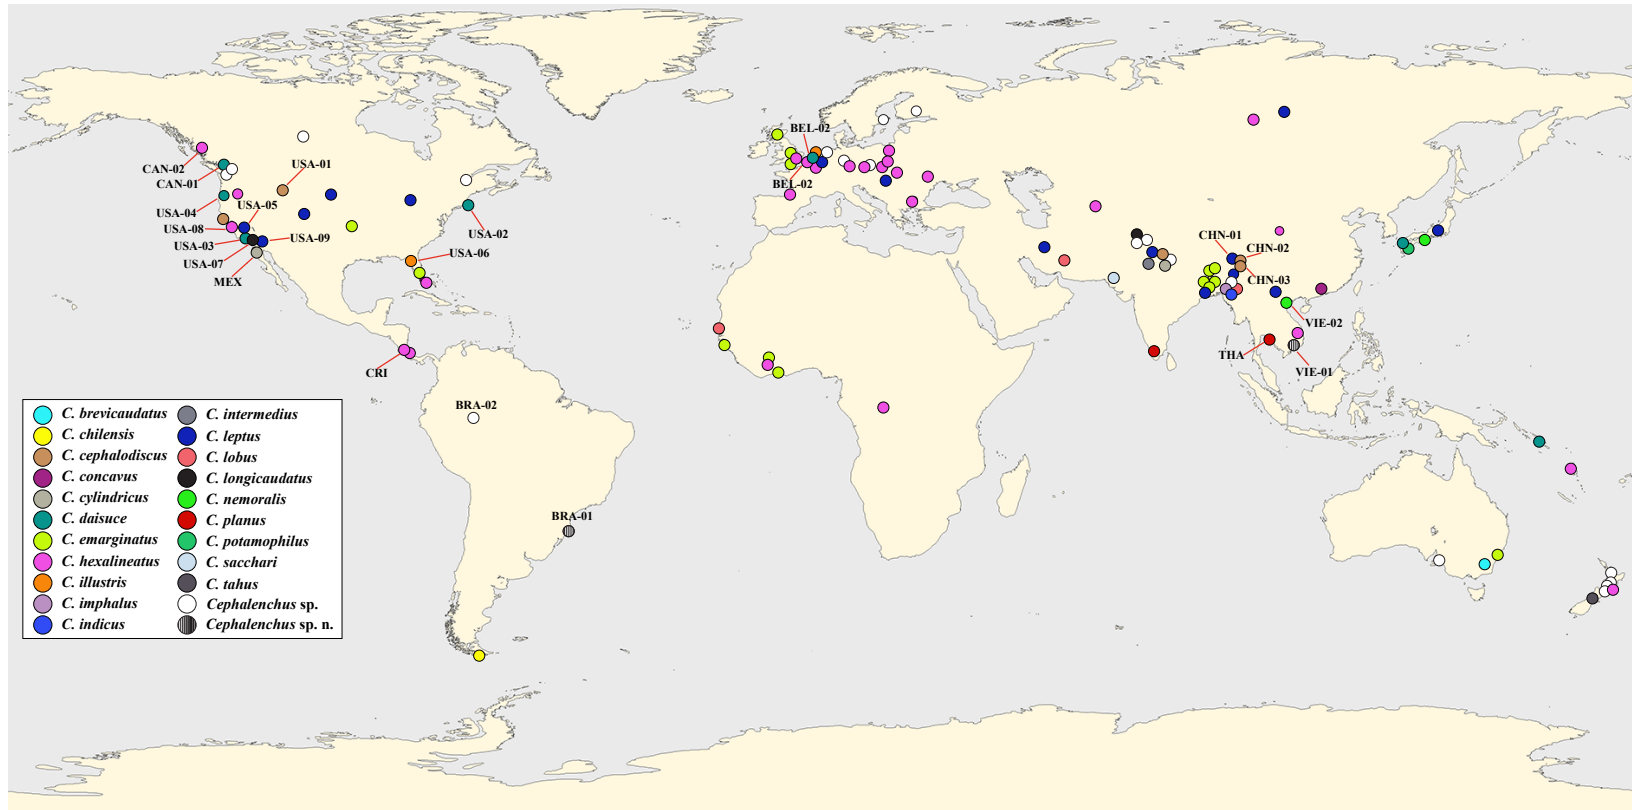 BEL-02
CAN-02
USA-01
CAN-01
BEL-02
USA-04
USA-05
USA-08
USA-02
CHN-01
USA-03
USA-09
CHN-02
USA-06
USA-07
MEX
CHN-03
VIE-02
THA
CRI
VIE-01
BRA-02
BRA-01
C. brevicaudatus
C. chilensis
C. cephalodiscus
C. concavus
C. cylindricus
C. daisuce
C. emarginatus
C. hexalineatus
C. illustris
C. imphalus
C. indicus
C. intermedius
C. leptus
C. lobus
C. longicaudatus
C. nemoralis
C. planus
C. potamophilus
C. sacchari
C. tahus
Cephalenchus sp.
Cephalenchus sp. n.